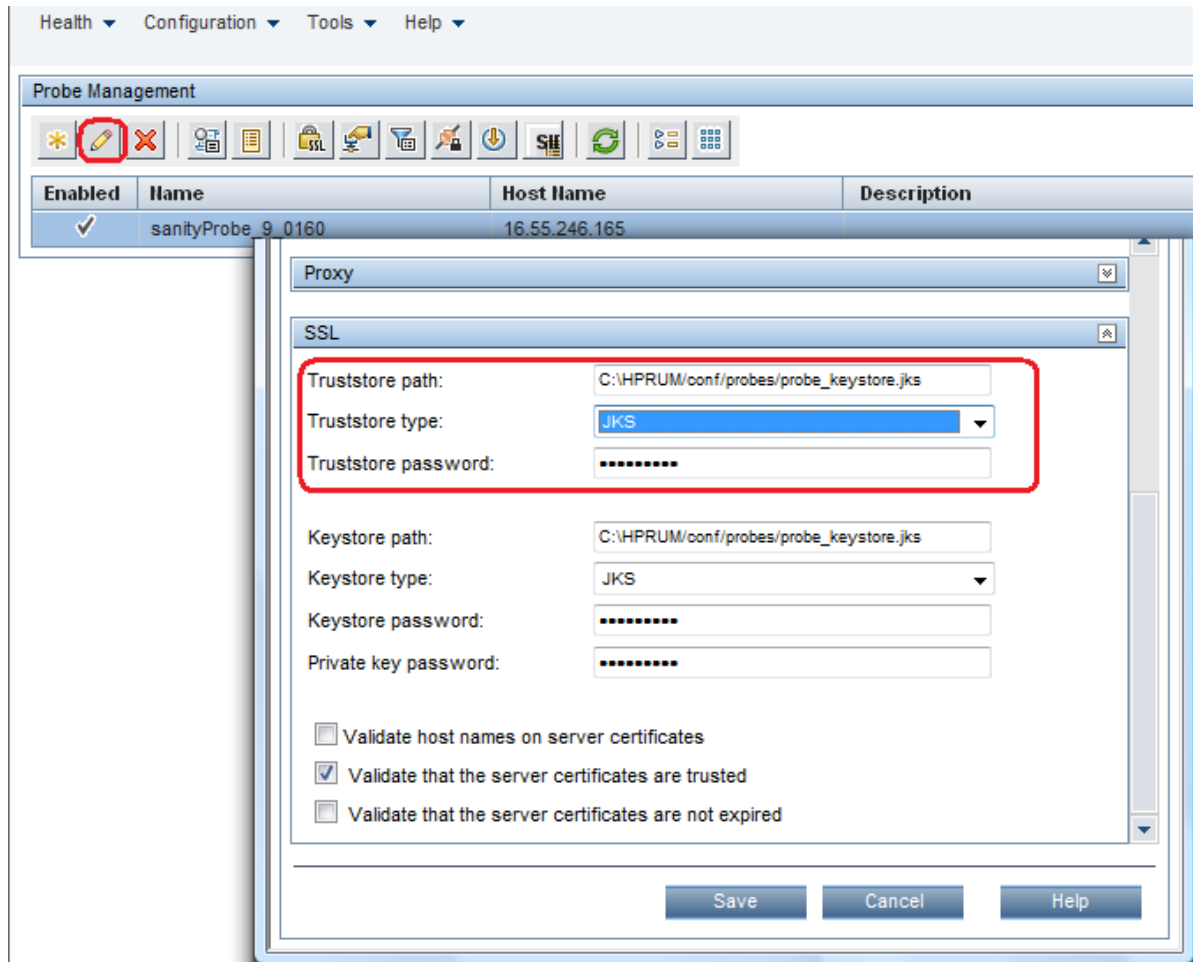 Health Configuration Tools Help
Probe Management
SSL
Enabled Name Host Name Description
sanityProbe_9_0160 16.55.246.165
Proxy
SSL
Truststore path: C:\HPRUM/conf/probes/probe_keystore.jks
Truststore type: JKS
Truststore password: •••••••••
Keystore path: C:\HPRUM/conf/probes/probe_keystore.jks
Keystore type: JKS
Keystore password: •••••••••
Private key password: •••••••••
Validate host names on server certificates
Validate that the server certificates are trusted
Validate that the server certificates are not expired
Save Cancel Help